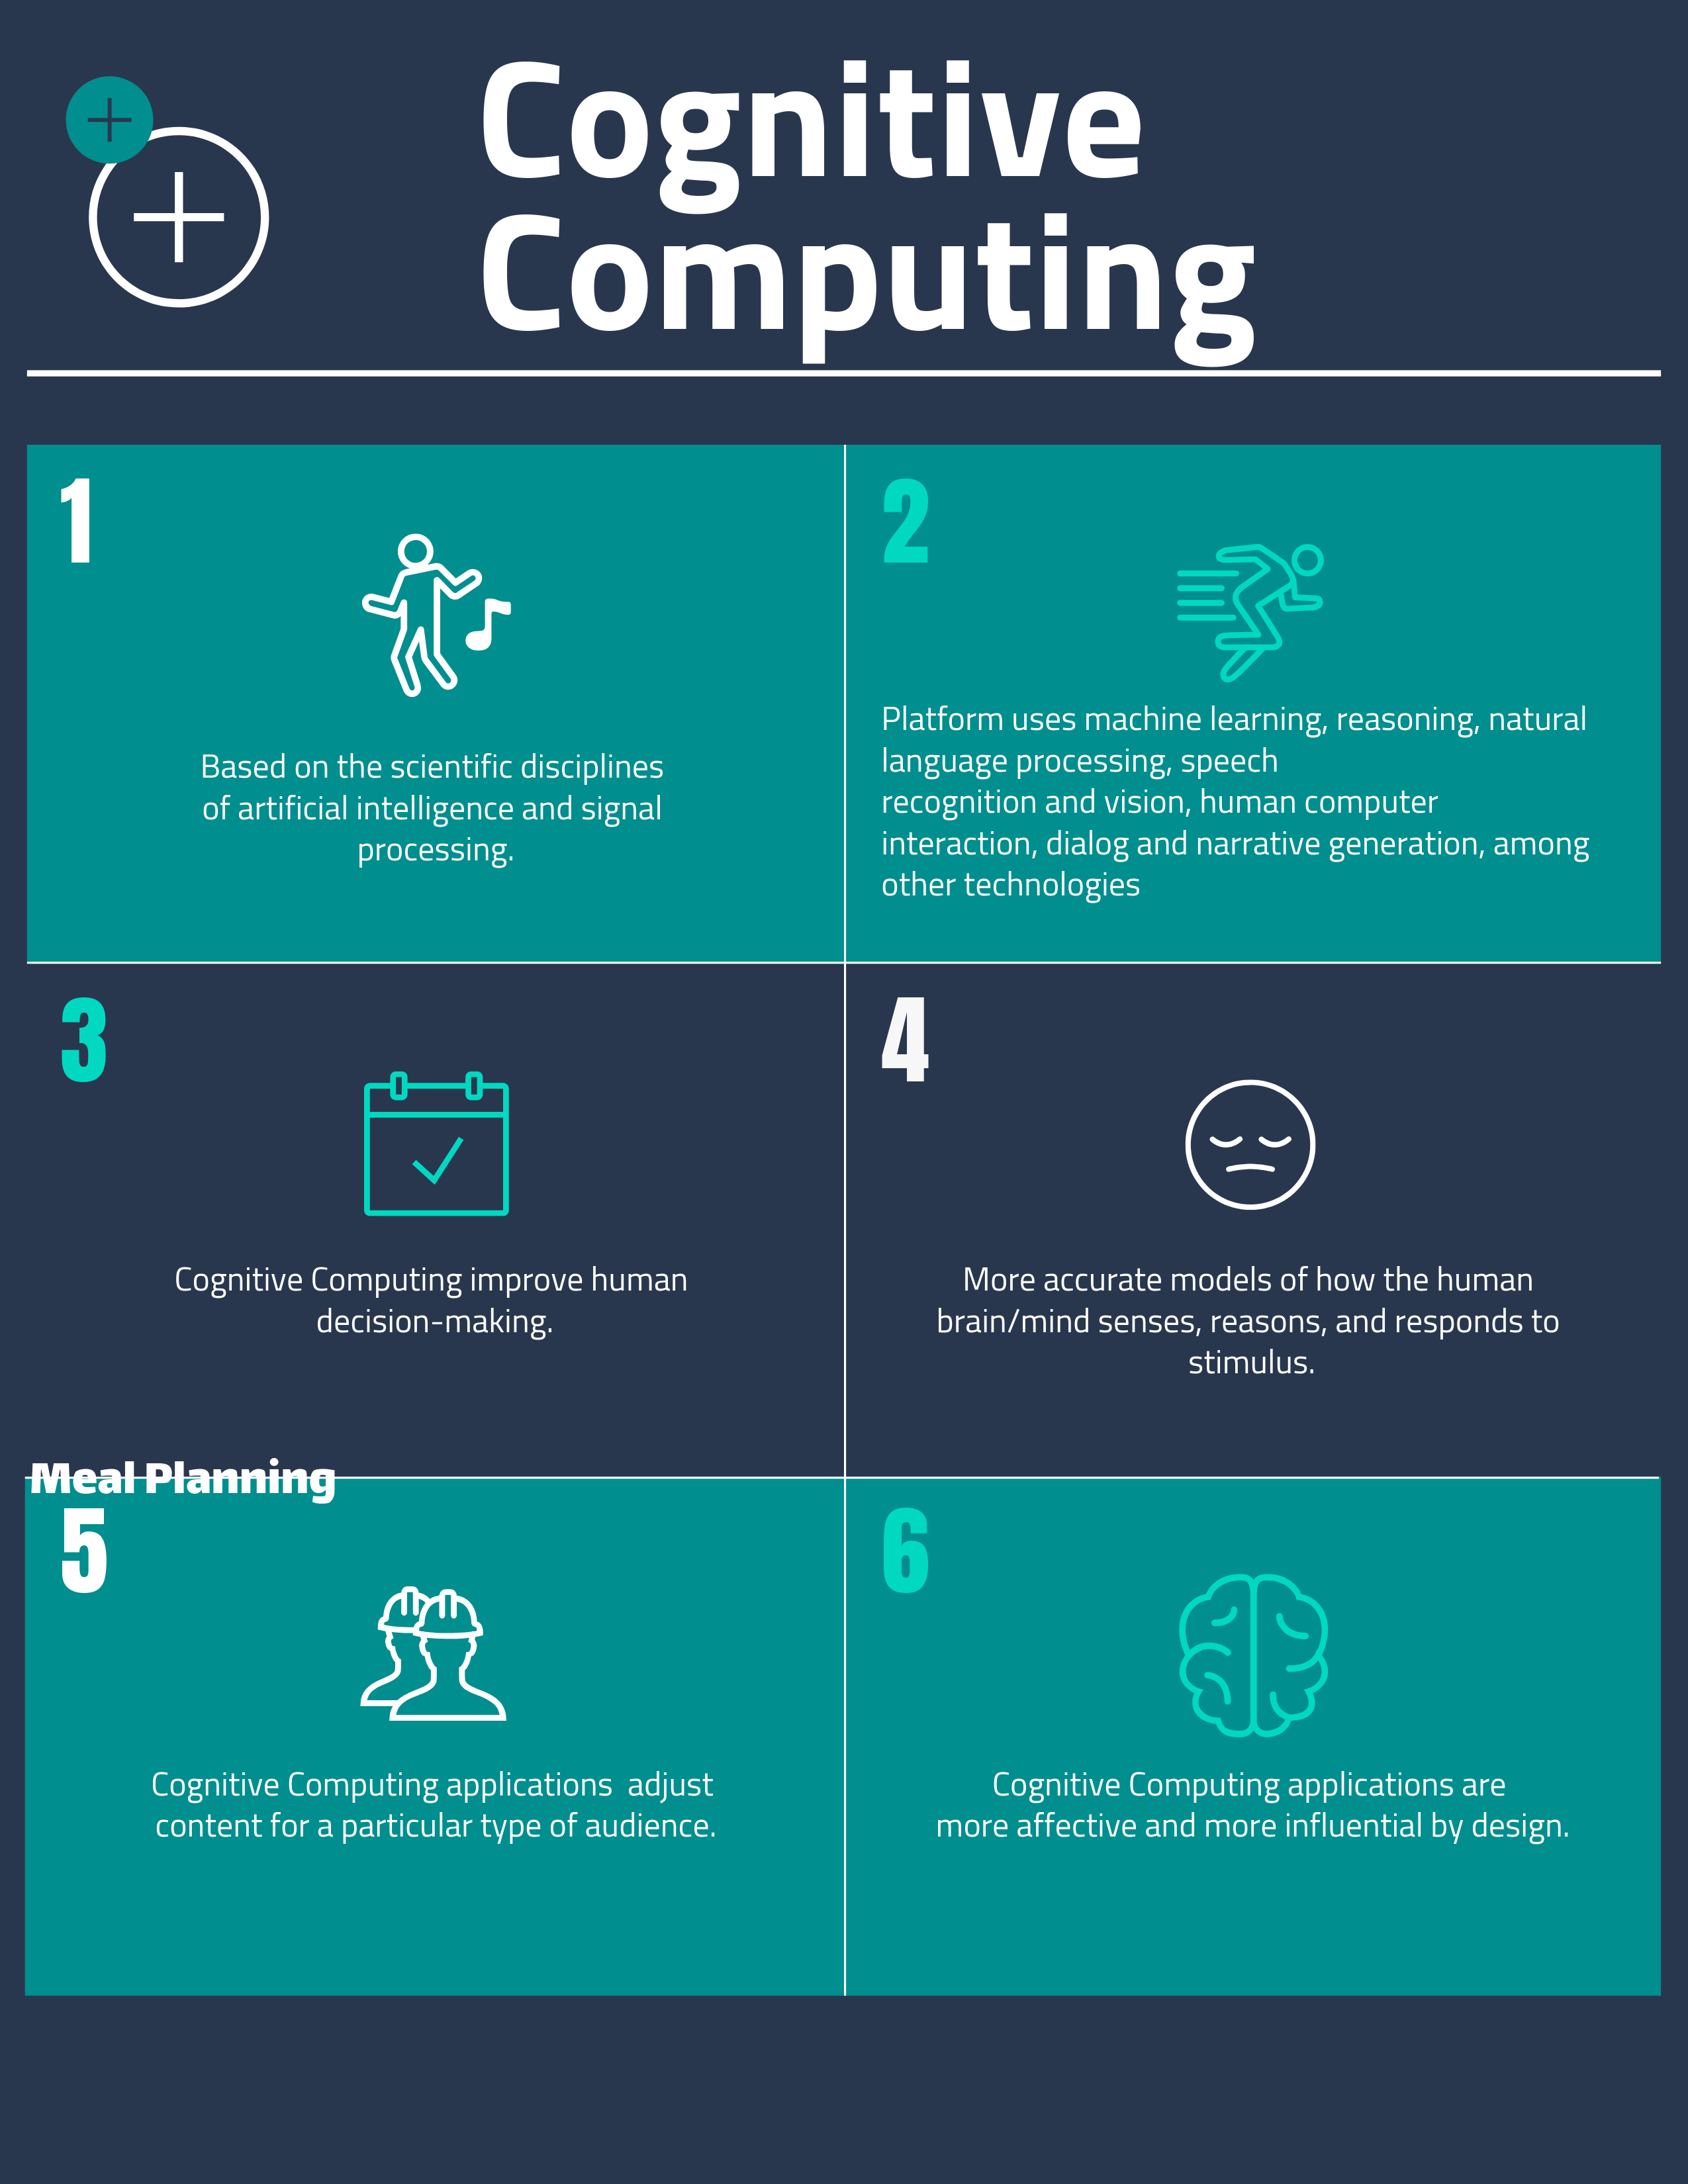 Cognitive
Computing
1
Based on the scientific disciplines
of artificial intelligence and signal
processing.
2
Platform uses machine learning, reasoning, natural
language processing, speech
recognition and vision, human computer
interaction, dialog and narrative generation, among
other technologies
3
Cognitive Computing improve human
decision-making.
4
More accurate models of how the human
brain/mind senses, reasons, and responds to
stimulus.
Meal Planning
5
Cognitive Computing applications  adjust
content for a particular type of audience.
6
Cognitive Computing applications are
more affective and more influential by design.